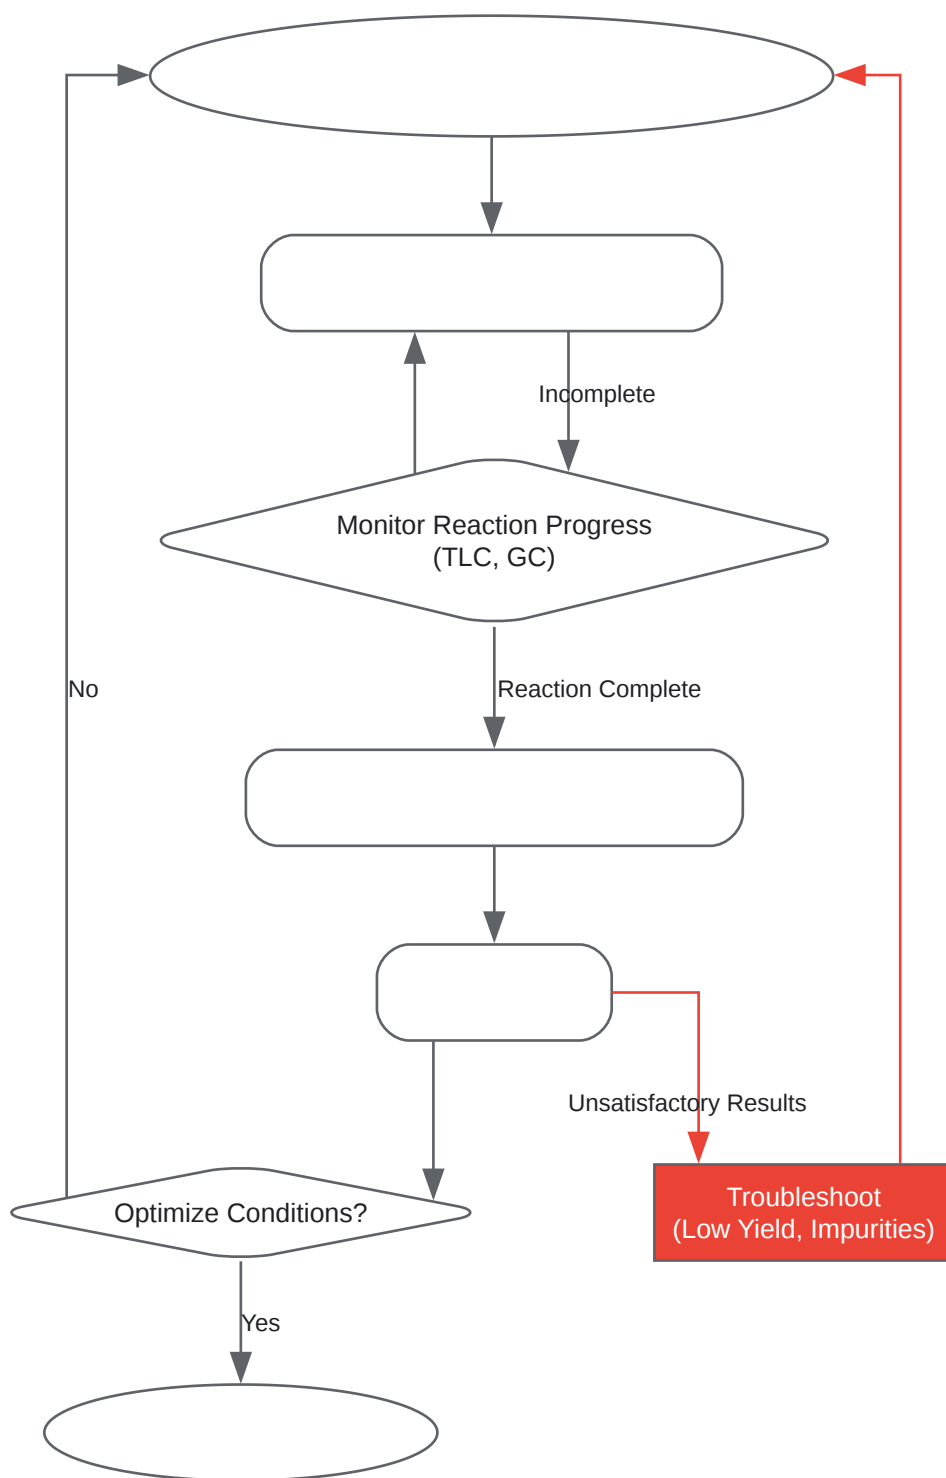 Incomplete
Monitor Reaction Progress
(TLC, GC)
No
Reaction Complete
Unsatisfactory Results
Troubleshoot
(Low Yield, Impurities)
Optimize Conditions?
Yes